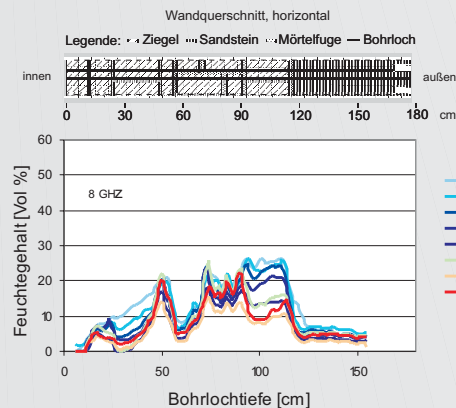 Wandquerschnitt, horizontal
Legende: Ziegel Sandstein Mörtelfuge Bohrloch
innen außen
0 30 60 90 120 150 180 cm
60
50
40
30
20
10
0
8 GHZ
Feuchtegehalt [Vol %]
0 50 100 150
Bohrlochtiefe [cm]